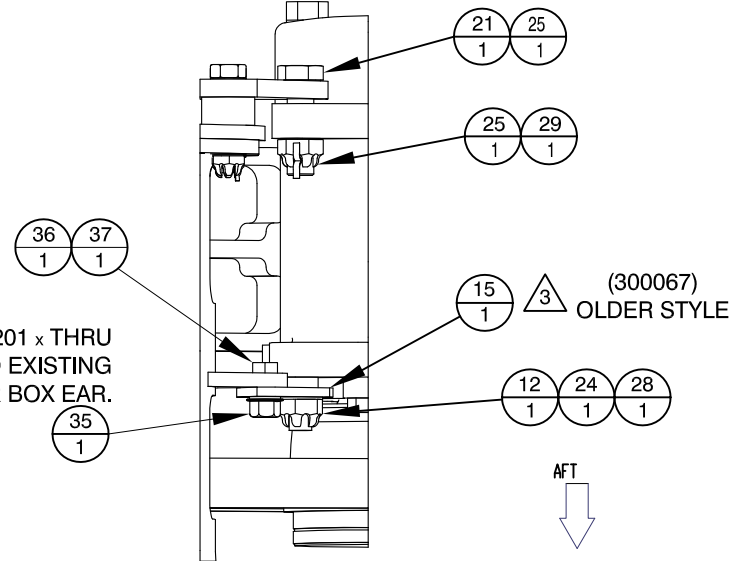 21 25
1 1
25 29
1 1
36 37
1 1
15
1
3
(300067)
OLDER STYLE
201 x THRU
EXISTING
BOX EAR.
35
1
12 24 28
1 1 1
AFT